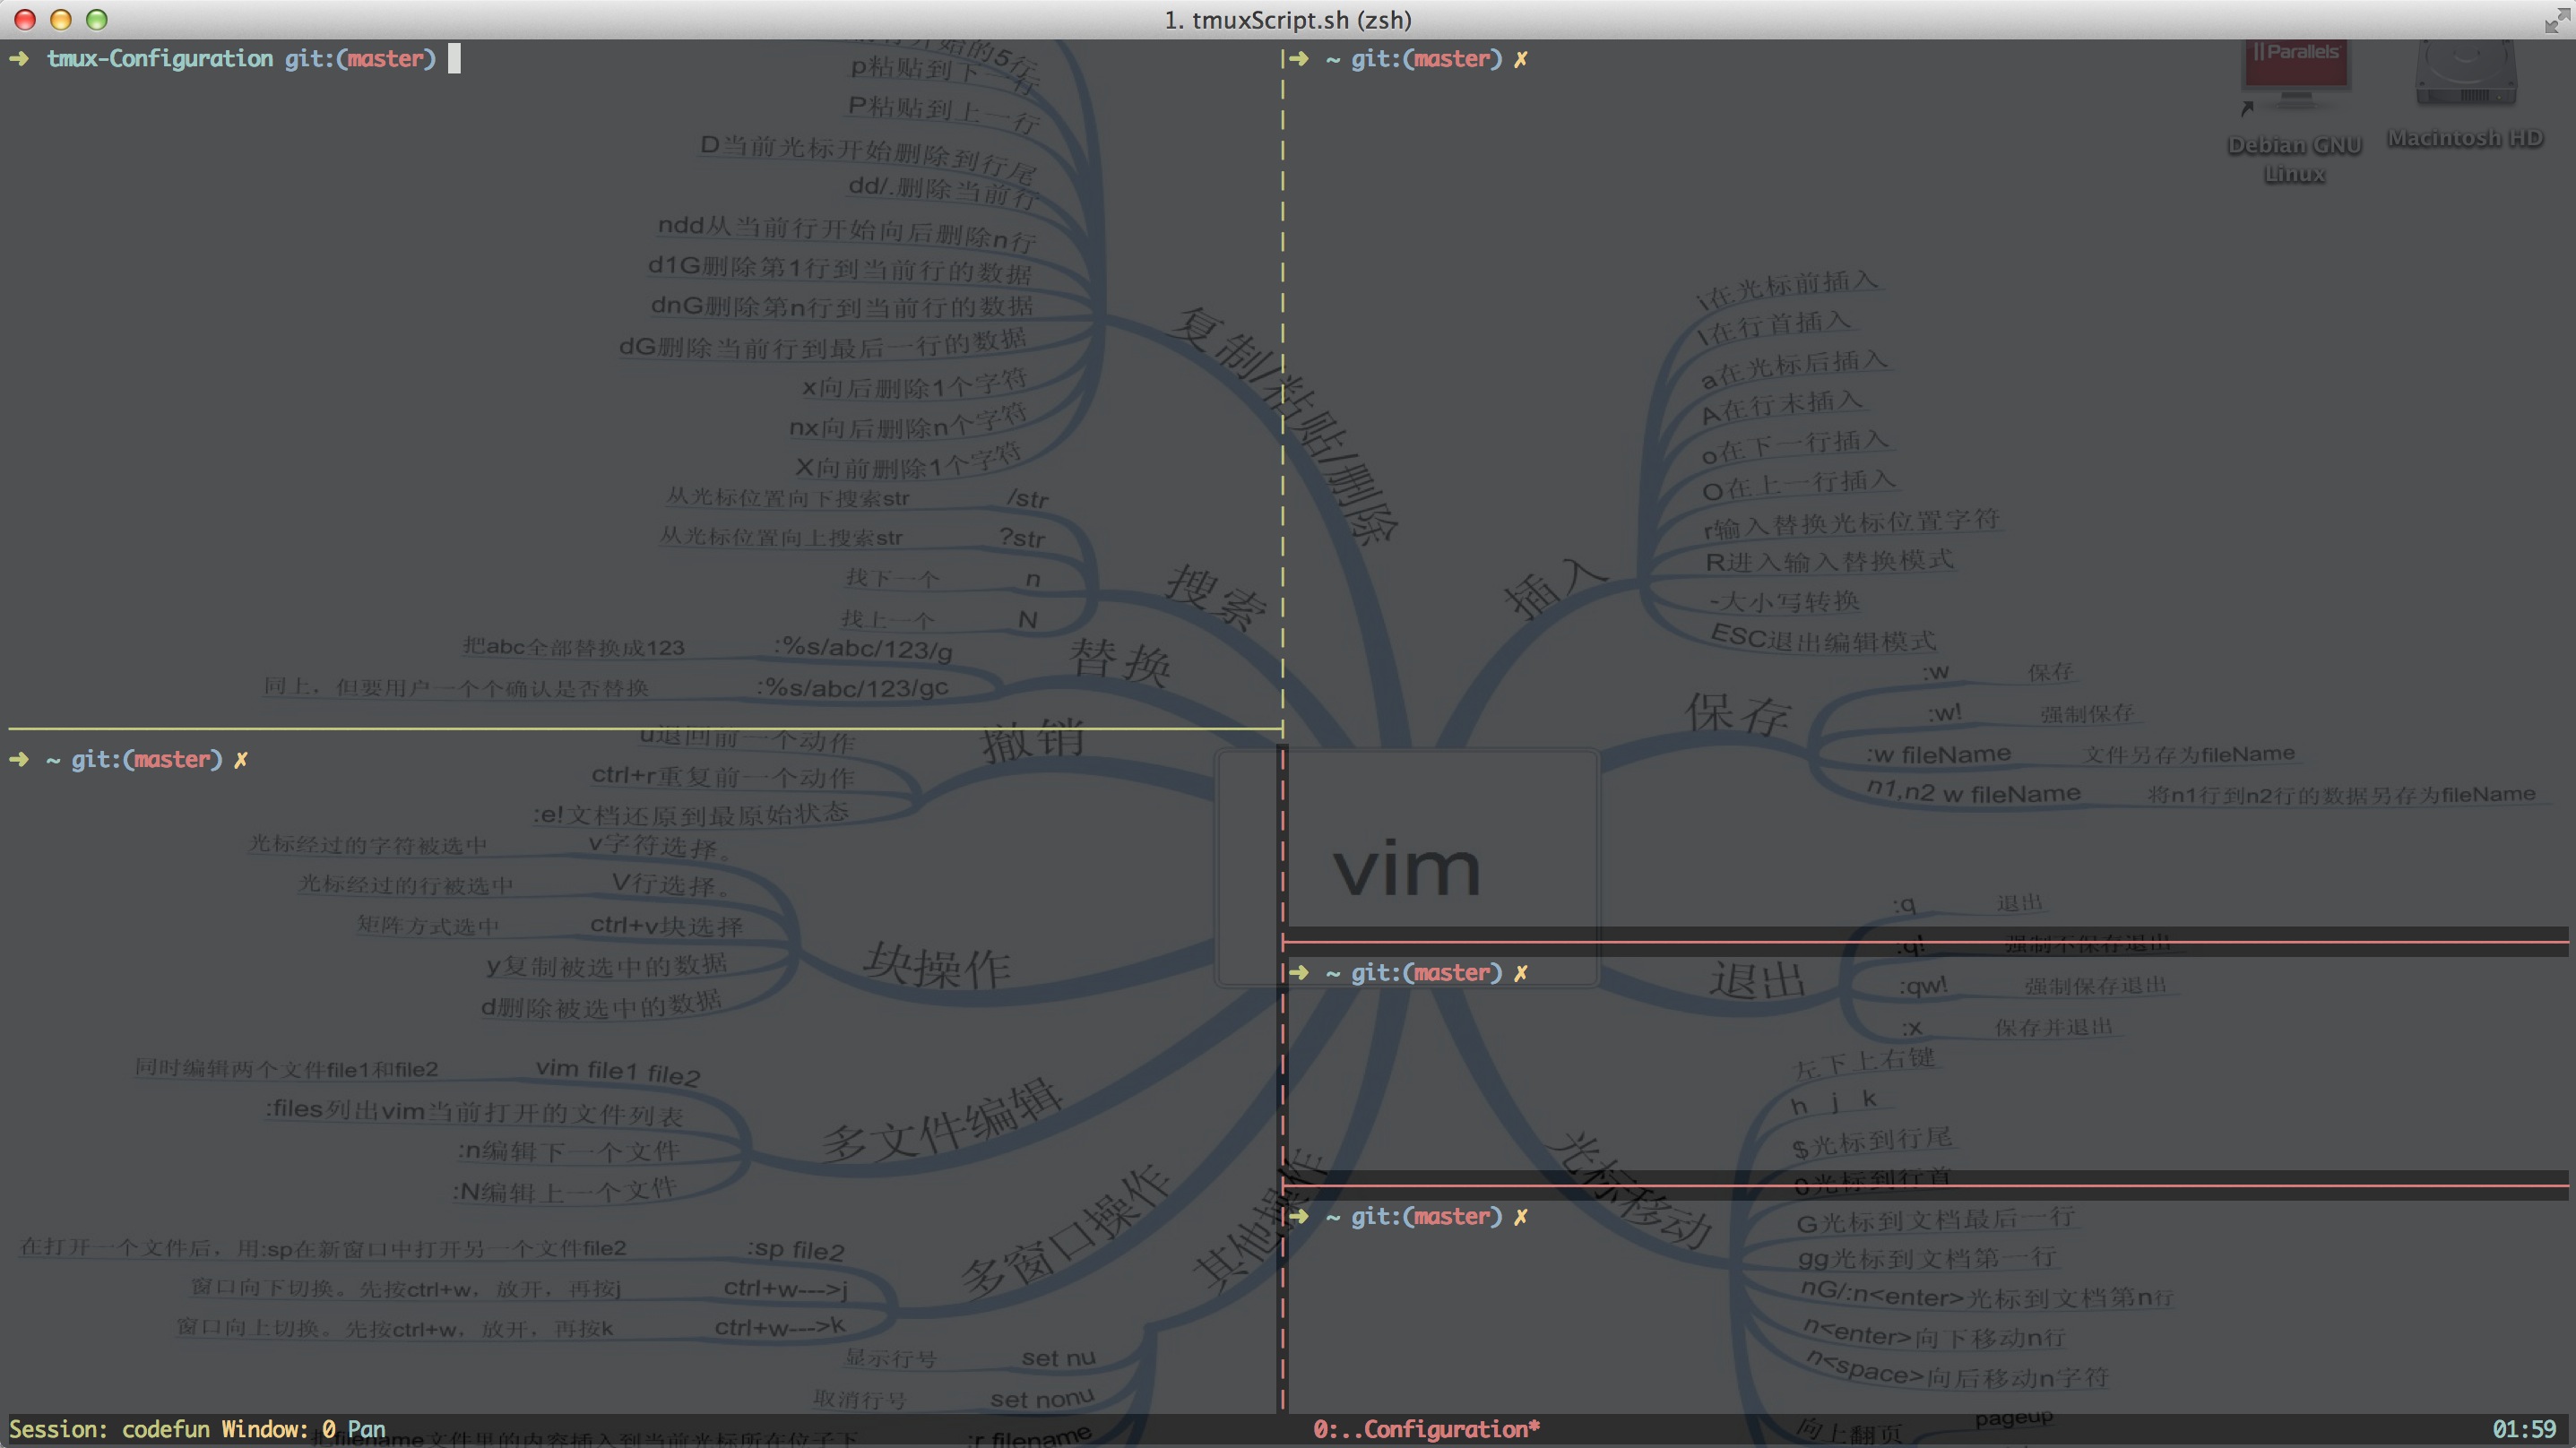 1. tmuxScript.sh (zsh)
➜ tmux-Configuration git:(master)
➜ ~ git:(master) ✗
Parallels
Debian GNU
Linux
Macintosh HD
p粘贴到下一行
P粘贴到上一行
D当前光标开始删除到行尾
dd/.删除当前行
ndd从当前行开始向后删除n行
d1G删除第1行到当前行的数据
dnG删除第n行到当前行的数据
dG删除当前行到最后一行的数据
x向后删除1个字符
nx向后删除n个字符
X向前删除1个字符
复制/粘贴/删除
从光标位置向下搜索str /str
从光标位置向上搜索str ?str
找下一个 n
找上一个 N
搜索
把abc全部替换成123 :%s/abc/123/g
同上，但要用户一个个确认是否替换 :%s/abc/123/gc
替换
➜ ~ git:(master) ✗
u退回前一个动作
ctrl+r重复前一个动作
:e!文档还原到最原始状态
撤销
光标经过的字符被选中 v字符选择。
光标经过的行被选中 V行选择。
矩阵方式选中 ctrl+v块选择
y复制被选中的数据
d删除被选中的数据
块操作
同时编辑两个文件file1和file2 vim file1 file2
:files列出vim当前打开的文件列表
:n编辑下一个文件
:N编辑上一个文件
多文件编辑
在打开一个文件后，用:sp在新窗口中打开另一个文件file2 :sp file2
窗口向下切换。先按ctrl+w，放开，再按j ctrl+w--->j
窗口向上切换。先按ctrl+w，放开，再按k ctrl+w--->k
多窗口操作
显示行号 set nu
取消行号 set nonu
:r filename
其他操作
vim
插入
i在光标前插入
I在行首插入
a在光标后插入
A在行末插入
o在下一行插入
O在上一行插入
r输入替换光标位置字符
R进入输入替换模式
~大小写转换
ESC退出编辑模式
保存
:w 保存
:w! 强制保存
:w fileName 文件另存为fileName
n1,n2 w fileName 将n1行到n2行的数据另存为fileName
退出
:q 退出
:q! 强制不保存退出
:qw! 强制保存退出
:x 保存并退出
➜ ~ git:(master) ✗
光标移动
左下上右键
h j k
$光标到行尾
0光标到行首
➜ ~ git:(master) ✗
G光标到文档最后一行
gg光标到文档第一行
nG/:n<enter>光标到文档第n行
n<enter>向下移动n行
n<space>向后移动n字符
向上翻页 pageup
Session: codefun Window: 0 Pan
0:..Configuration*
01:59